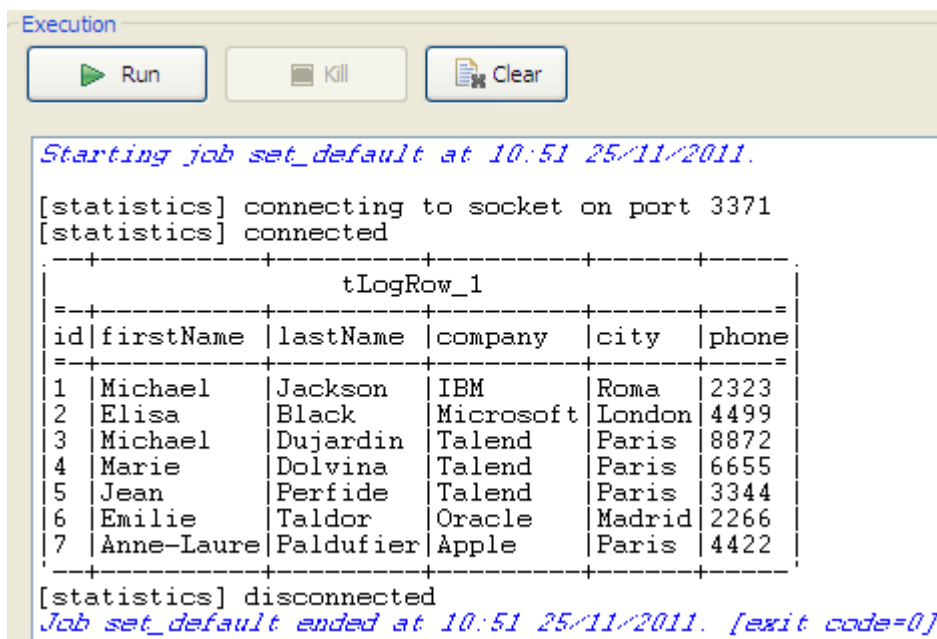 Execution
Run Kill Clear
Starting job set_default at 10:51 25/11/2011.
[statistics] connecting to socket on port 3371
[statistics] connected
.--+----------+---------+---------+------+-----.
|                  tLogRow_1                   |
|=-+----------+---------+---------+------+----=|
|id|firstName |lastName |company  |city  |phone|
|=-+----------+---------+---------+------+----=|
|1 |Michael   |Jackson  |IBM      |Roma  |2323 |
|2 |Elisa     |Black    |Microsoft|London|4499 |
|3 |Michael   |Dujardin |Talend   |Paris |8872 |
|4 |Marie     |Dolvina  |Talend   |Paris |6655 |
|5 |Jean      |Perfide  |Talend   |Paris |3344 |
|6 |Emilie    |Taldor   |Oracle   |Madrid|2266 |
|7 |Anne-Laure|Paldufier|Apple    |Paris |4422 |
'--+----------+---------+---------+------+-----'
[statistics] disconnected
Job set_default ended at 10:51 25/11/2011. [exit code=0]